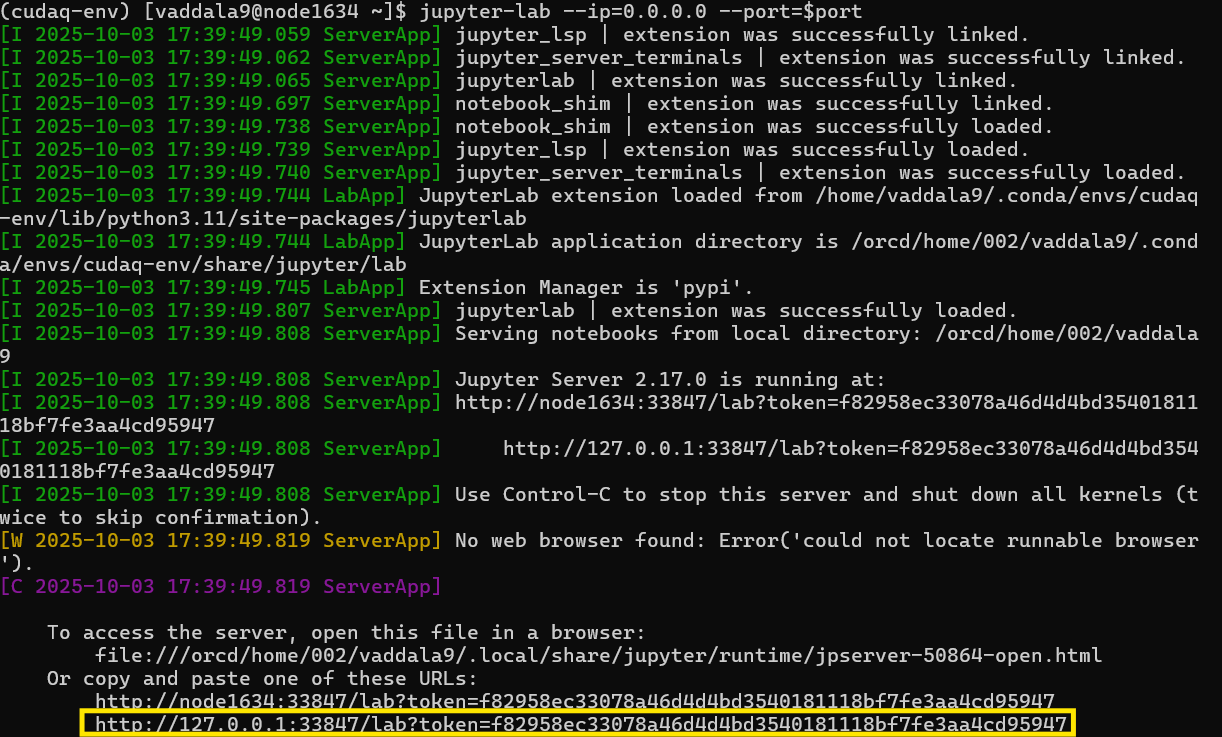 (cudaq-env) [vaddala9@node1634 ~]$ jupyter-lab --ip=0.0.0.0 --port=$port
[I 2025-10-03 17:39:49.059 ServerApp] jupyter_lsp | extension was successfully linked.
[I 2025-10-03 17:39:49.062 ServerApp] jupyter_server_terminals | extension was successfully linked.
[I 2025-10-03 17:39:49.065 ServerApp] jupyterlab | extension was successfully linked.
[I 2025-10-03 17:39:49.697 ServerApp] notebook_shim | extension was successfully linked.
[I 2025-10-03 17:39:49.738 ServerApp] notebook_shim | extension was successfully loaded.
[I 2025-10-03 17:39:49.739 ServerApp] jupyter_lsp | extension was successfully loaded.
[I 2025-10-03 17:39:49.740 ServerApp] jupyter_server_terminals | extension was successfully loaded.
[I 2025-10-03 17:39:49.744 LabApp] JupyterLab extension loaded from /home/vaddala9/.conda/envs/cudaq
-env/lib/python3.11/site-packages/jupyterlab
[I 2025-10-03 17:39:49.744 LabApp] JupyterLab application directory is /orcd/home/002/vaddala9/.cond
a/envs/cudaq-env/share/jupyter/lab
[I 2025-10-03 17:39:49.745 LabApp] Extension Manager is 'pypi'.
[I 2025-10-03 17:39:49.807 ServerApp] jupyterlab | extension was successfully loaded.
[I 2025-10-03 17:39:49.808 ServerApp] Serving notebooks from local directory: /orcd/home/002/vaddala
9
[I 2025-10-03 17:39:49.808 ServerApp] Jupyter Server 2.17.0 is running at:
[I 2025-10-03 17:39:49.808 ServerApp] http://node1634:33847/lab?token=f82958ec33078a46d4d4bd35401811
18bf7fe3aa4cd95947
[I 2025-10-03 17:39:49.808 ServerApp]     http://127.0.0.1:33847/lab?token=f82958ec33078a46d4d4bd354
0181118bf7fe3aa4cd95947
[I 2025-10-03 17:39:49.808 ServerApp] Use Control-C to stop this server and shut down all kernels (t
wice to skip confirmation).
[W 2025-10-03 17:39:49.819 ServerApp] No web browser found: Error('could not locate runnable browser
').
[C 2025-10-03 17:39:49.819 ServerApp]
To access the server, open this file in a browser:
file:///orcd/home/002/vaddala9/.local/share/jupyter/runtime/jpserver-50864-open.html
Or copy and paste one of these URLs:
http://node1634:33847/lab?token=f82958ec33078a46d4d4bd3540181118bf7fe3aa4cd95947
http://127.0.0.1:33847/lab?token=f82958ec33078a46d4d4bd3540181118bf7fe3aa4cd95947